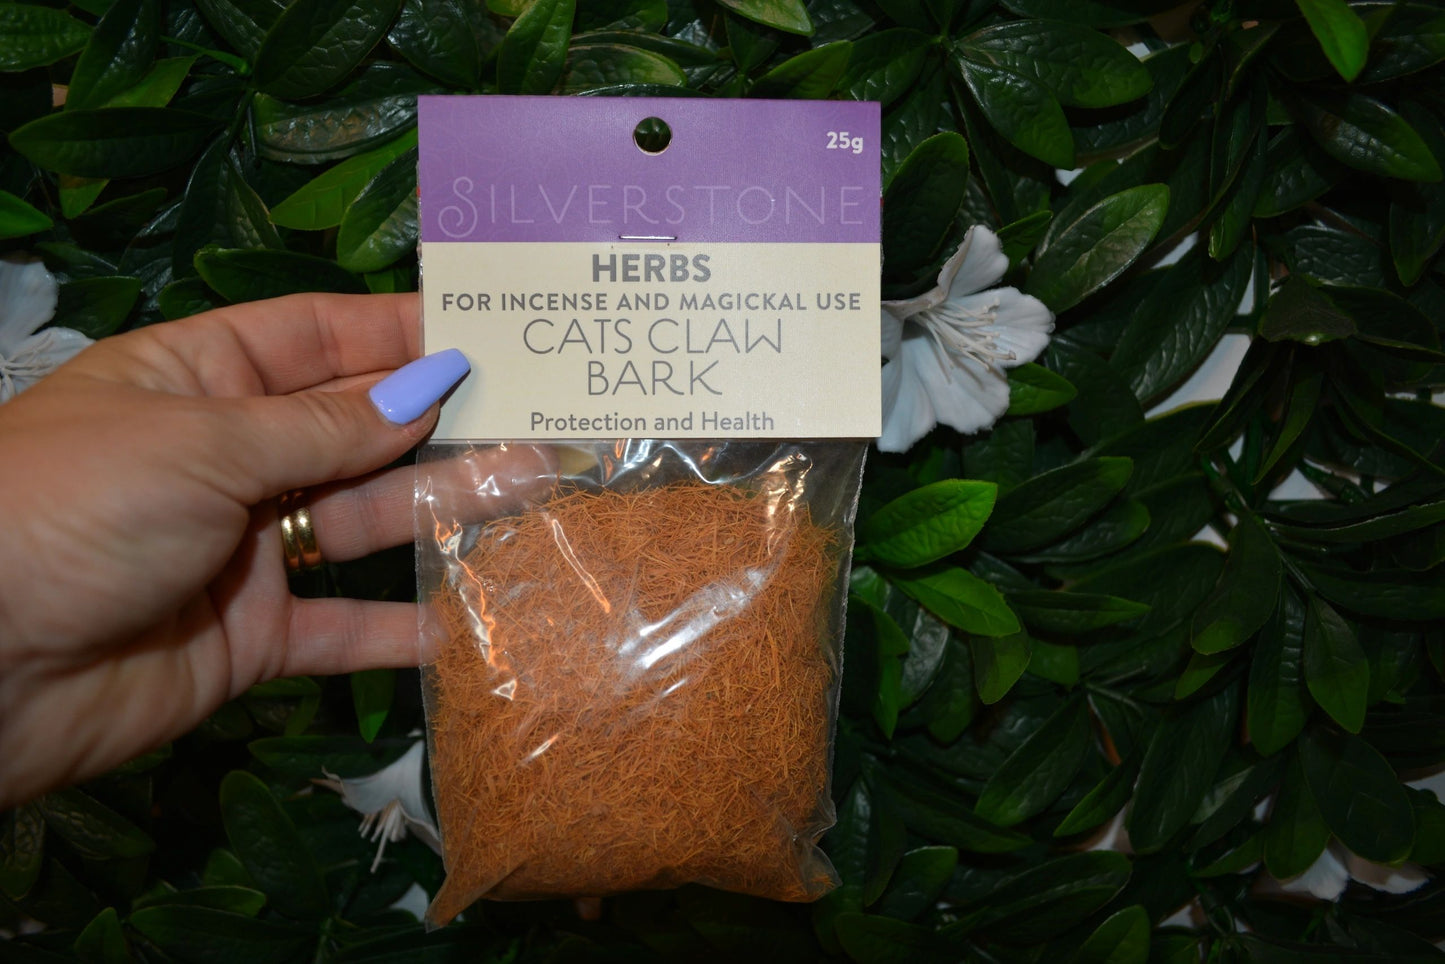 25g
SILVERSTONE
HERBS
FOR INCENSE AND MAGICKAL USE
CATS CLAW
BARK
Protection and Health